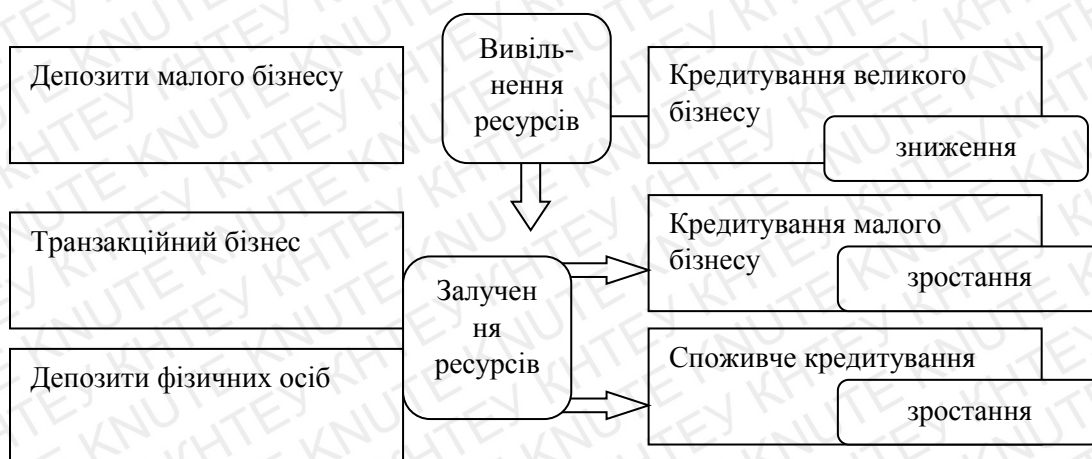 Депозити малого бізнесу
Вивіль-
нення
ресурсів
Кредитування великого
бізнесу
зниження
Транзакційний бізнес
Кредитування малого
бізнесу
зростання
Залучен
ня
ресурсів
Депозити фізичних осіб
Споживче кредитування
зростання